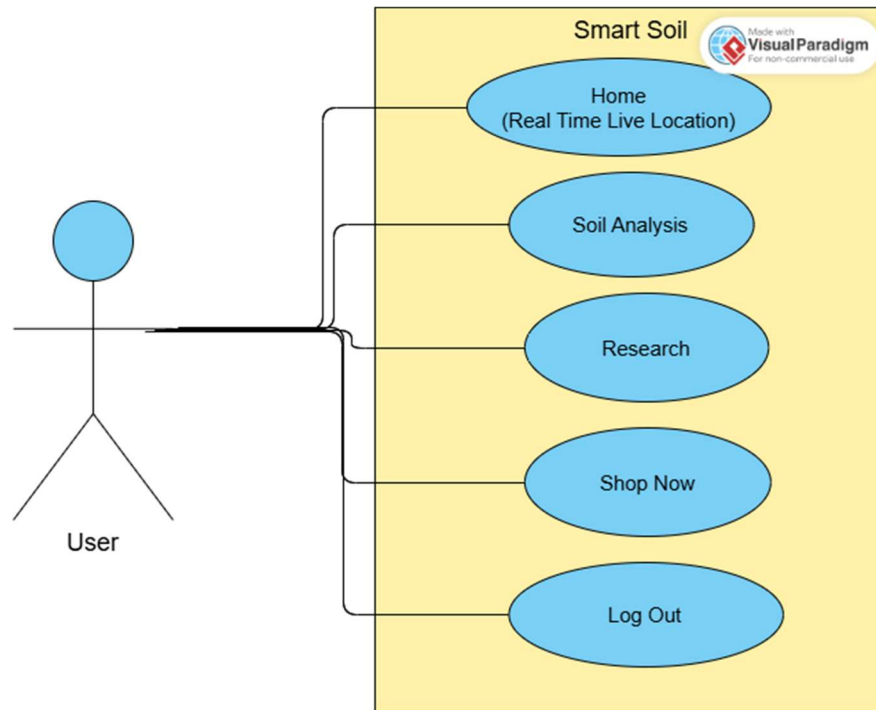 Smart Soil
Made with
Visual Paradigm
For non-commercial use
Home
(Real Time Live Location)
Soil Analysis
Research
Shop Now
Log Out
User